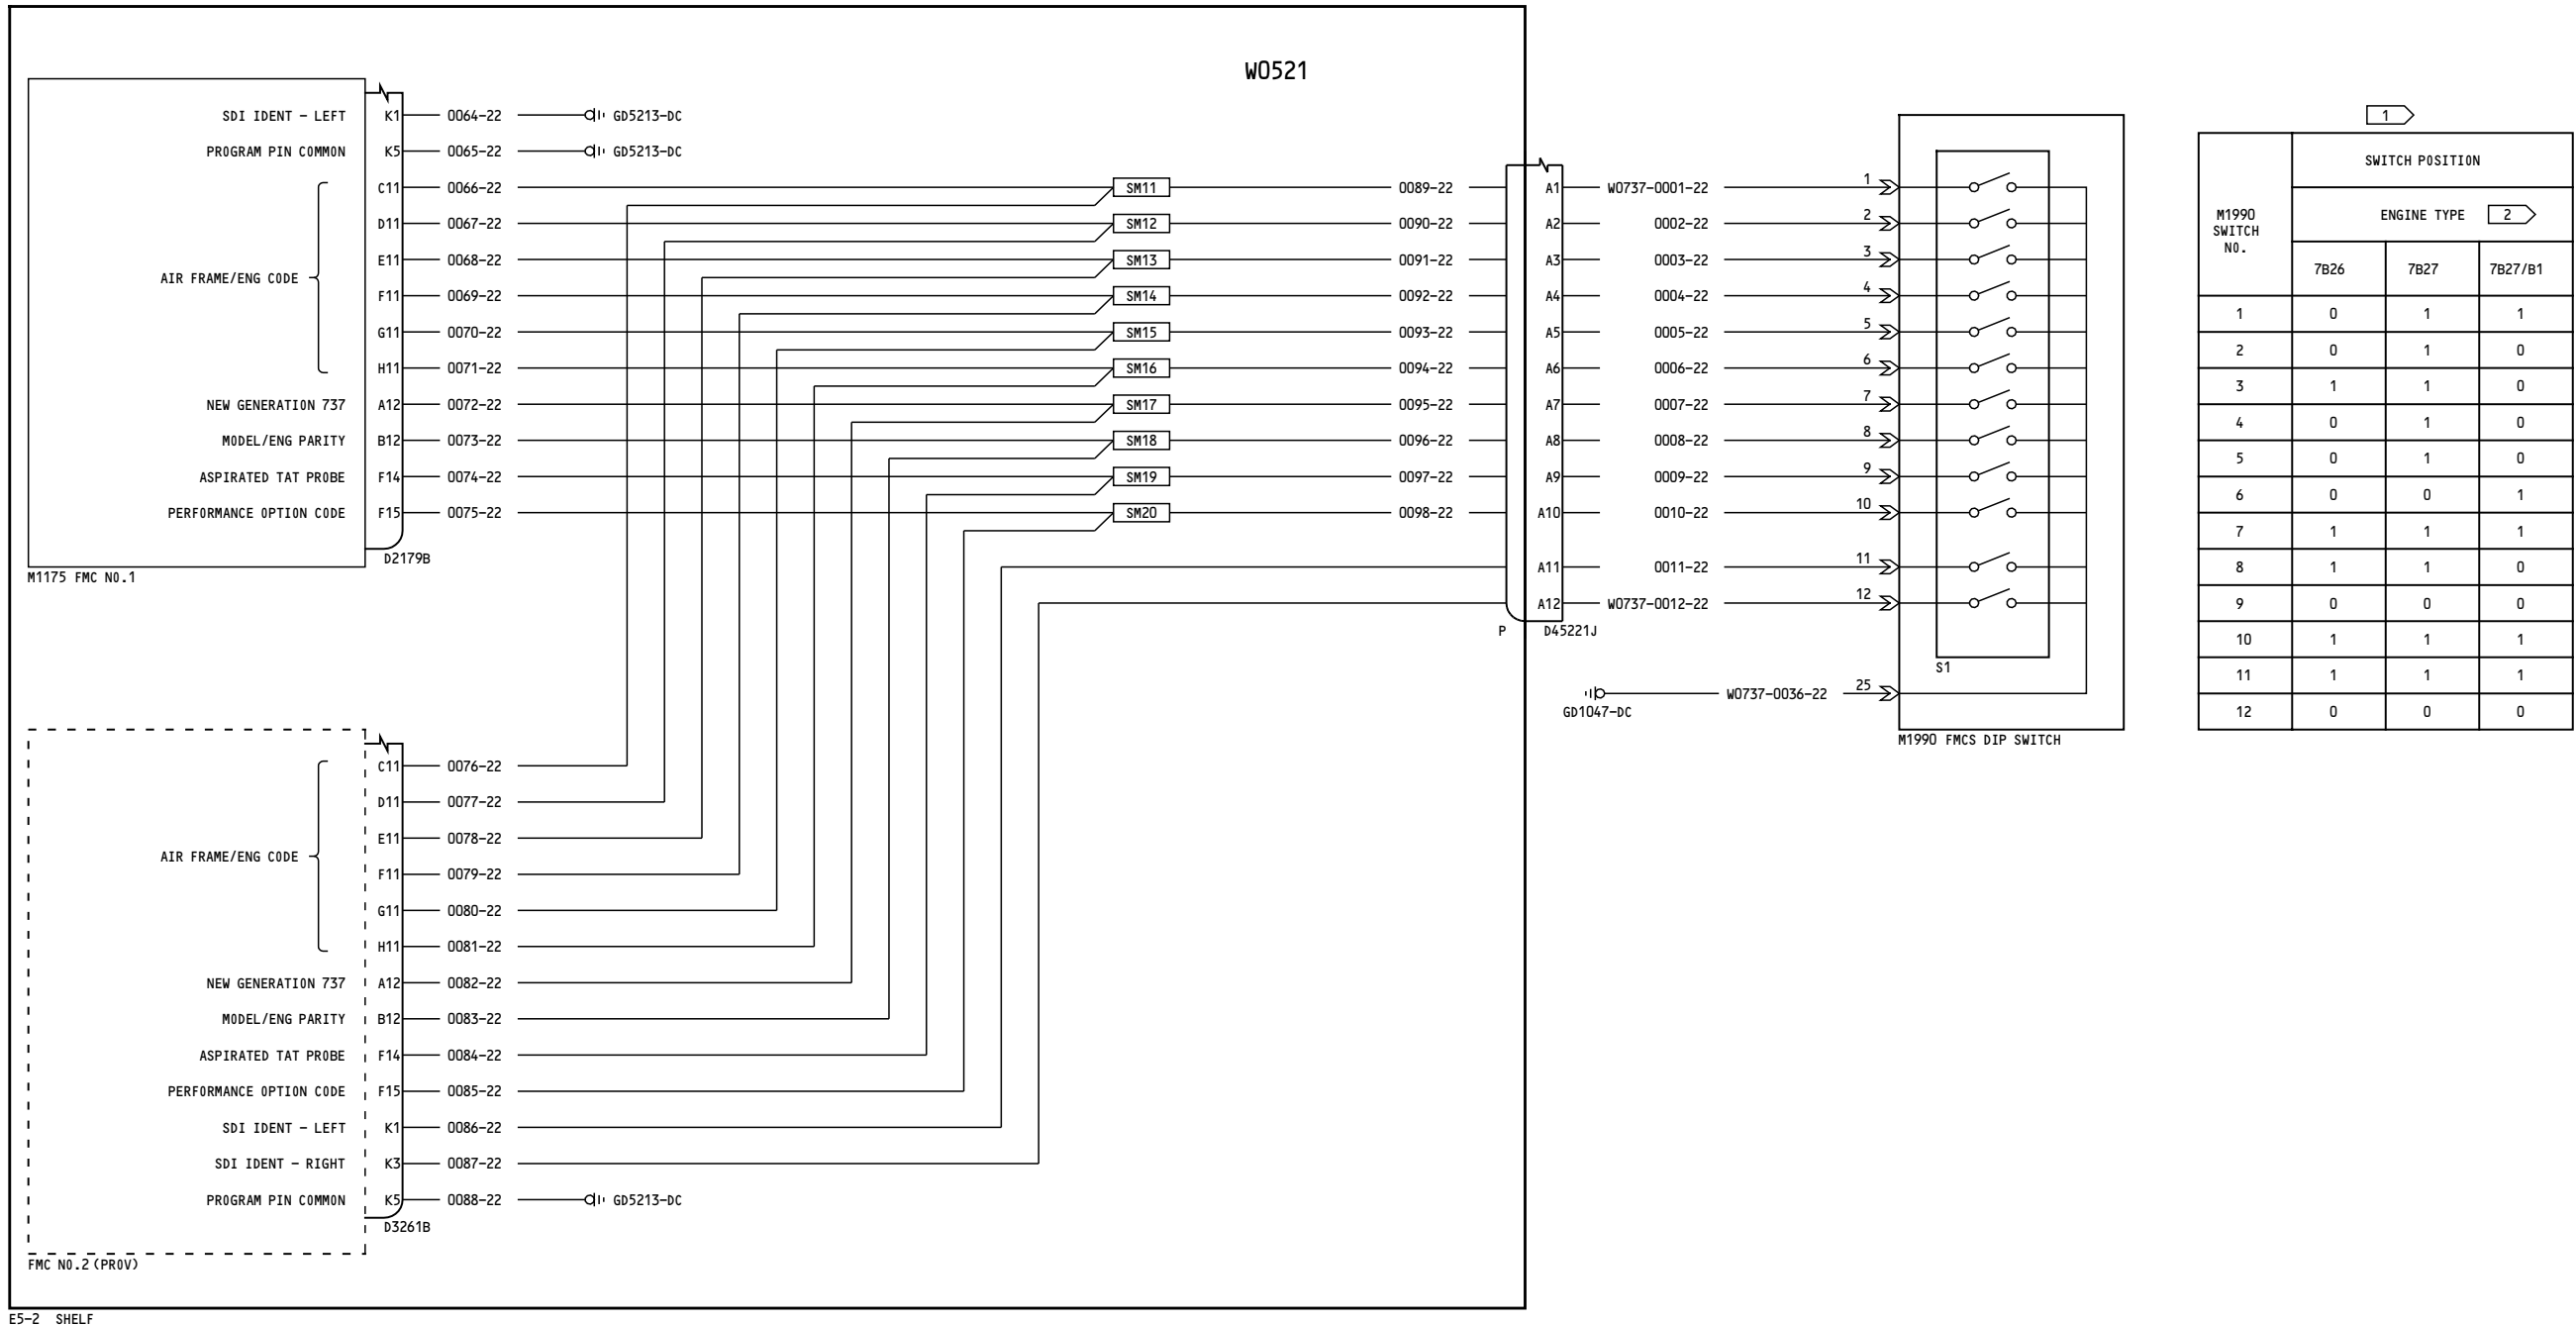 W0521
SDI IDENT - LEFT K1 0064-22 GD5213-DC
PROGRAM PIN COMMON K5 0065-22 GD5213-DC
C11 0066-22 SM11 0089-22 A1 W0737-0001-22 1
D11 0067-22 SM12 0090-22 A2 0002-22 2
E11 0068-22 SM13 0091-22 A3 0003-22 3
AIR FRAME/ENG CODE
F11 0069-22 SM14 0092-22 A4 0004-22 4
G11 0070-22 SM15 0093-22 A5 0005-22 5
H11 0071-22 SM16 0094-22 A6 0006-22 6
NEW GENERATION 737 A12 0072-22 SM17 0095-22 A7 0007-22 7
MODEL/ENG PARITY B12 0073-22 SM18 0096-22 A8 0008-22 8
ASPIRATED TAT PROBE F14 0074-22 SM19 0097-22 A9 0009-22 9
PERFORMANCE OPTION CODE F15 0075-22 SM20 0098-22 A10 0010-22 10
D2179B
M1175 FMC NO.1
A11 0011-22 11
A12 W0737-0012-22 12
P D45221J
S1
GD1047-DC W0737-0036-22 25
M1990 FMCS DIP SWITCH
C11 0076-22
D11 0077-22
E11 0078-22
AIR FRAME/ENG CODE
F11 0079-22
G11 0080-22
H11 0081-22
NEW GENERATION 737 A12 0082-22
MODEL/ENG PARITY B12 0083-22
ASPIRATED TAT PROBE F14 0084-22
PERFORMANCE OPTION CODE F15 0085-22
SDI IDENT - LEFT K1 0086-22
SDI IDENT - RIGHT K3 0087-22
PROGRAM PIN COMMON K5 0088-22 GD5213-DC
D3261B
FMC NO.2(PROV)
E5-2 SHELF
1
M1990
SWITCH
NO.
SWITCH POSITION
ENGINE TYPE 2
7B26 7B27 7B27/B1
1 0 1 1
2 0 1 0
3 1 1 0
4 0 1 0
5 0 1 0
6 0 0 1
7 1 1 1
8 1 1 0
9 0 0 0
10 1 1 1
11 1 1 1
12 0 0 0